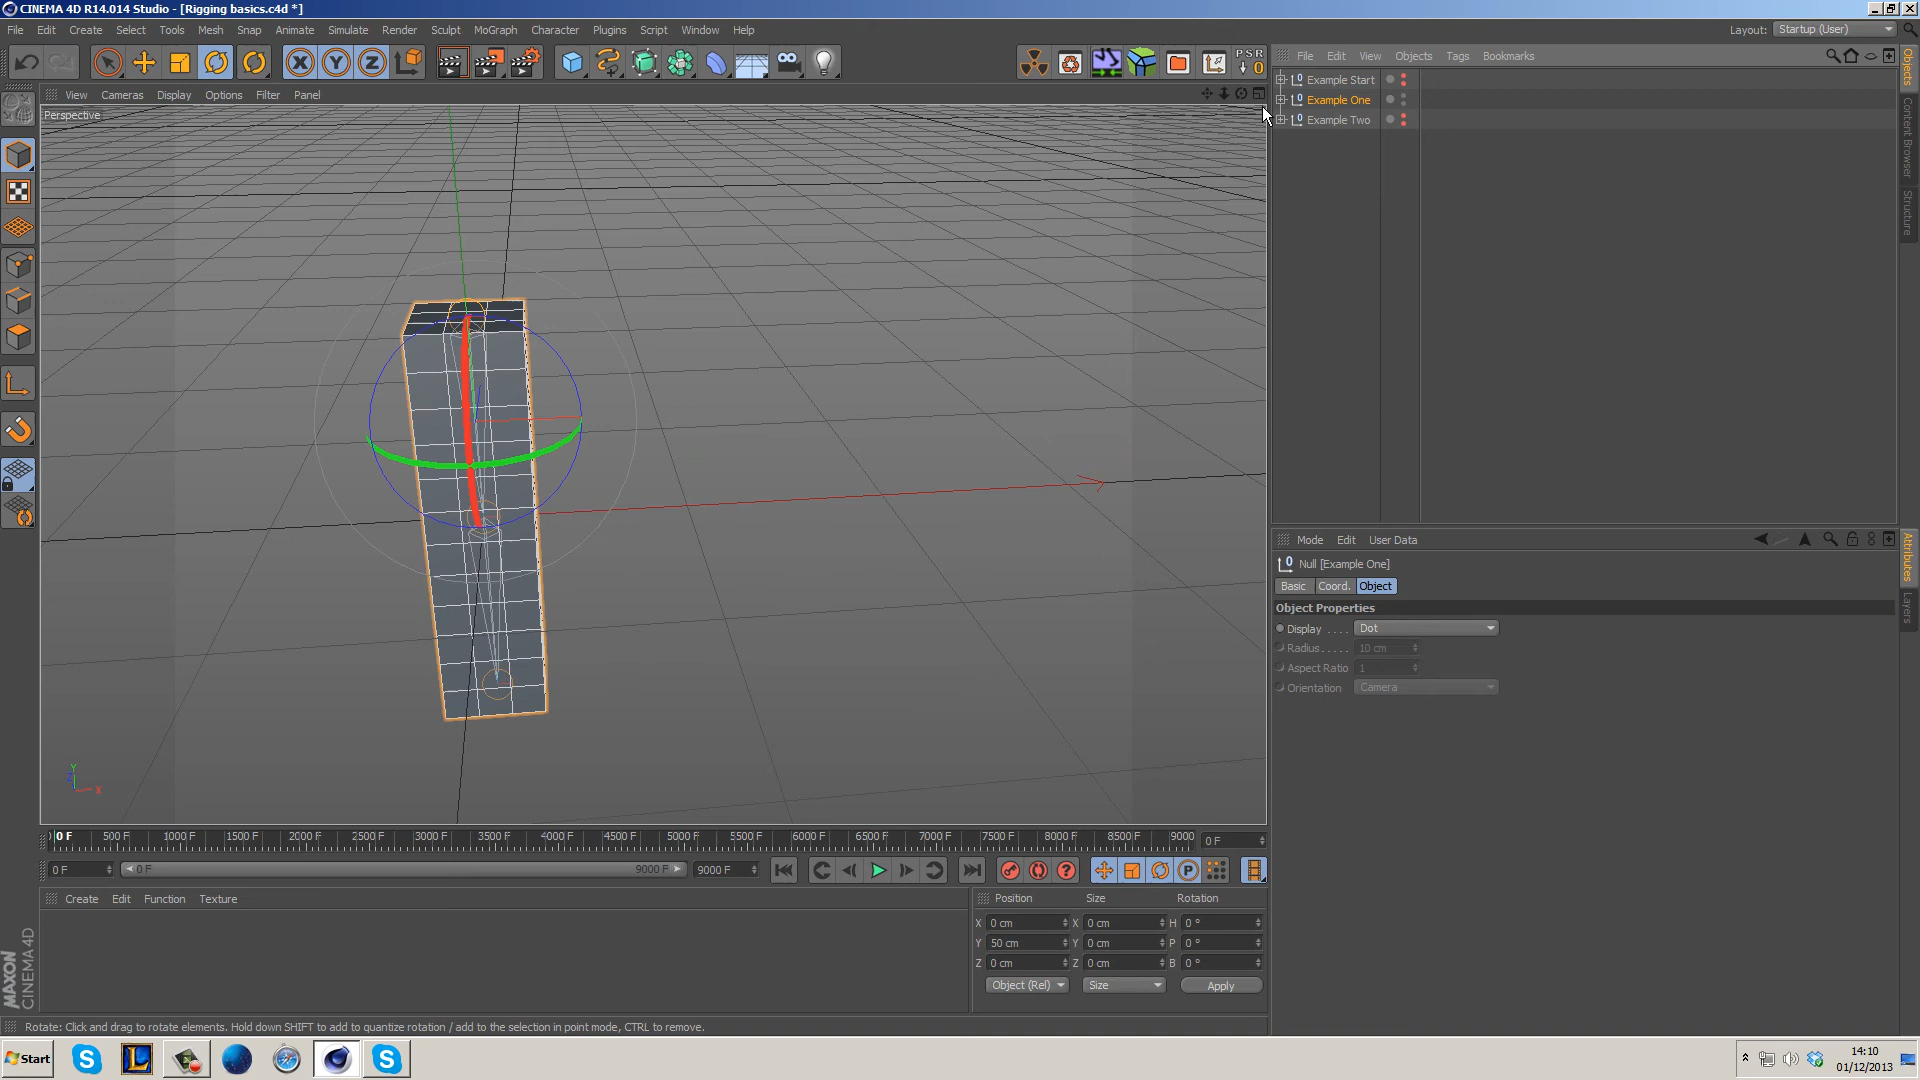 CINEMA 4D R14.014 Studio - [Rigging basics.c4d *]
File Edit Create Select Tools Mesh Snap Animate Simulate Render Sculpt MoGraph Character Plugins Script Window Help
Layout: Startup (User)
X Y Z
PSR
0
File Edit View Objects Tags Bookmarks
View Cameras Display Options Filter Panel
Perspective
Example Start
Example One
Example Two
Objects
Content Browser
Structure
Mode Edit User Data
Null [Example One]
Basic Coord. Object
Object Properties
Display .... Dot
Radius..... 10 cm
Aspect Ratio 1
Orientation Camera
Attributes
Layers
Y
Z
X
0 F 500 F 1000 F 1500 F 2000 F 2500 F 3000 F 3500 F 4000 F 4500 F 5000 F 5500 F 6000 F 6500 F 7000 F 7500 F 8000 F 8500 F 9000 0 F
0 F 0 F 9000 F 9000 F
Create Edit Function Texture
Position Size Rotation
X 0 cm X 0 cm H 0 °
Y 50 cm Y 0 cm P 0 °
Z 0 cm Z 0 cm B 0 °
Object (Rel) Size Apply
MAXON
CINEMA 4D
Rotate: Click and drag to rotate elements. Hold down SHIFT to add to quantize rotation / add to the selection in point mode, CTRL to remove.
Start
14:10
01/12/2013